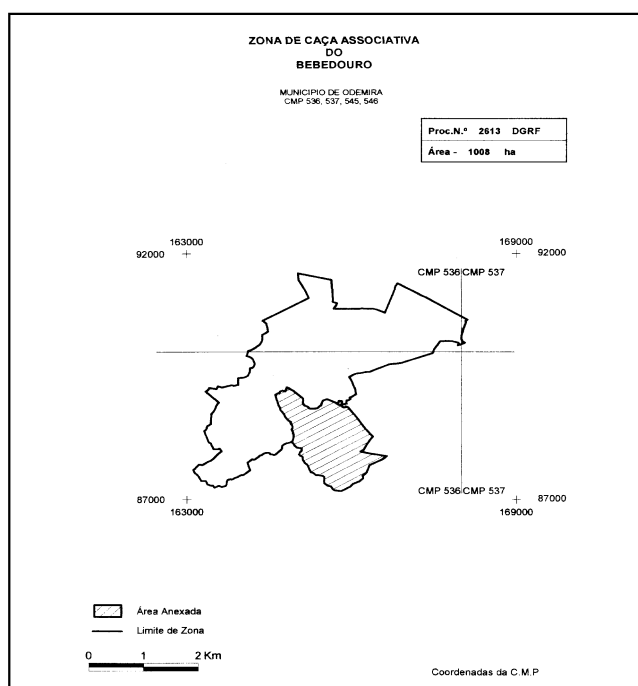 ZONA DE CAÇA ASSOCIATIVA
DO
BEBEDOURO
MUNICIPIO DE ODEMIRA
CMP 536, 537, 545, 546
Proc.N.º 2613 DGRF
Área - 1008 ha
163000 169000
92000 92000
CMP 536 CMP 537
CMP 536 CMP 537
87000 87000
163000 169000
Área Anexada
Limite de Zona
0 1 2 Km
Coordenadas da C.M.P